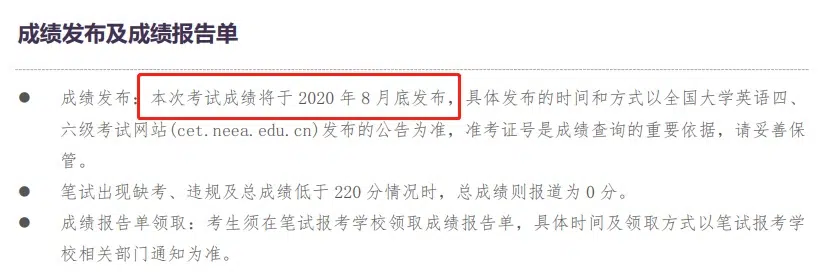 成绩发布及成绩报告单
● 成绩发布：本次考试成绩将于 2020 年 8 月底发布，具体发布的时间和方式以全国大学英语四、
六级考试网站(cet.neea.edu.cn)发布的公告为准，准考证号是成绩查询的重要依据，请妥善保
管。
● 笔试出现缺考、违规及总成绩低于 220 分情况时，总成绩则报道为 0 分。
● 成绩报告单领取：考生须在笔试报考学校领取成绩报告单，具体时间及领取方式以笔试报考学
校相关部门通知为准。